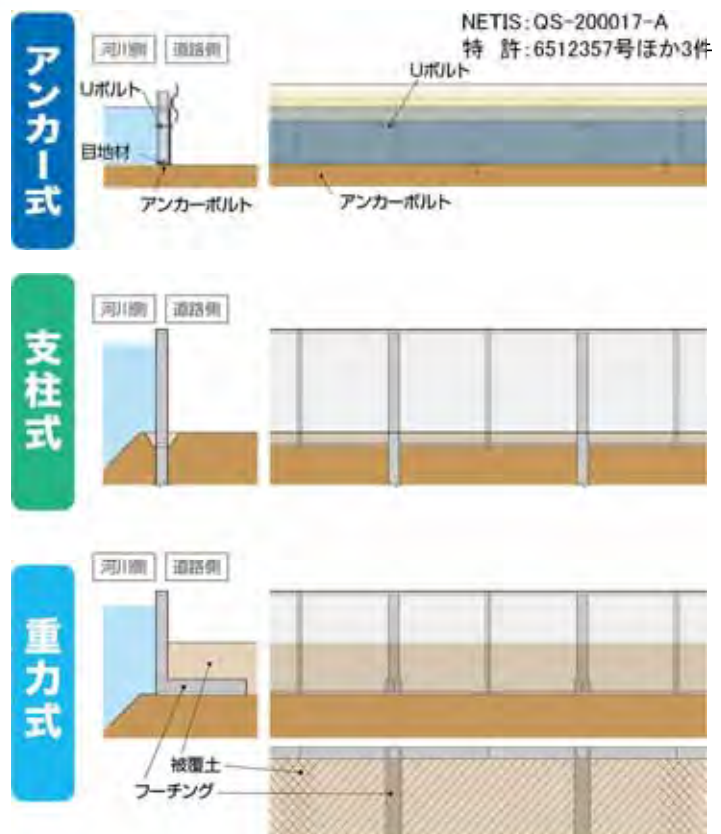 NETIS:QS-200017-A
特 許:6512357号ほか3件
アンカー式
河川側 道路側
Uボルト
Uボルト
目地材
アンカーボルト
アンカーボルト
支柱式
河川側 道路側
重力式
河川側 道路側
被覆土
フーチング